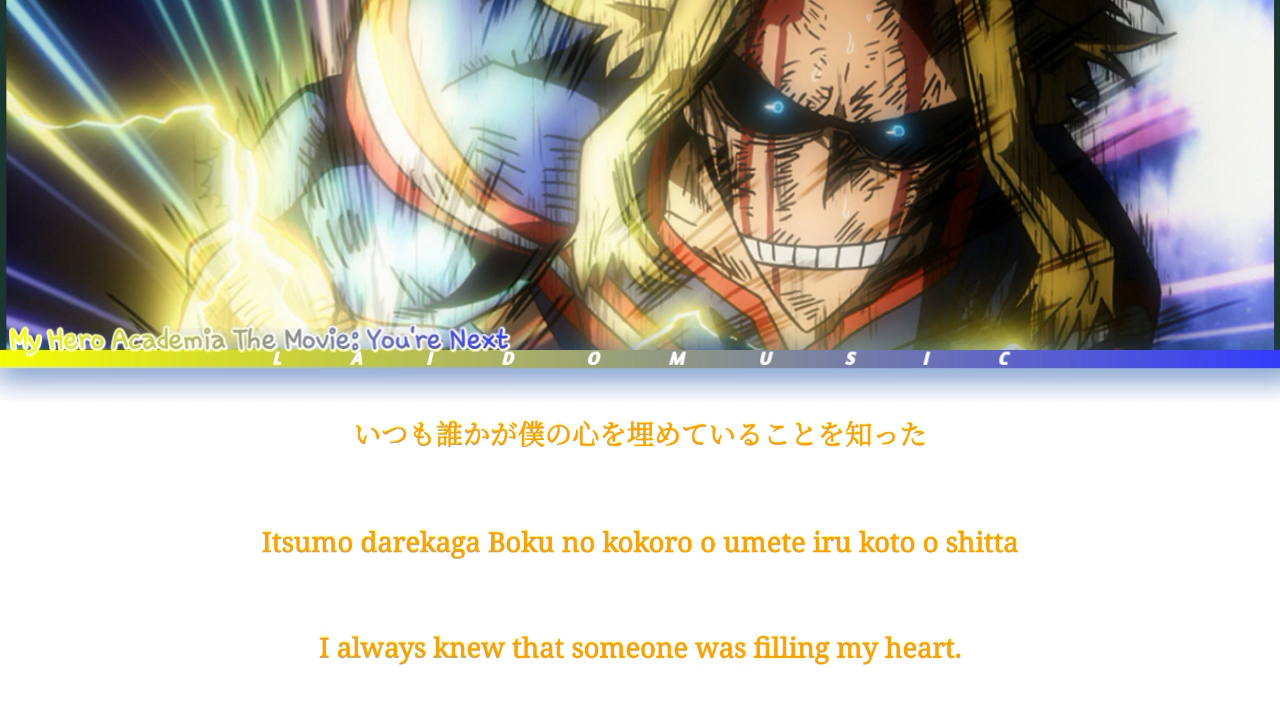 My Hero Academia The Movie: You're Next
LAIDOMUSIC
いつも誰かが僕の心を埋めていることを知った
Itsumo darekaga Boku no kokoro o umete iru koto o shitta
I always knew that someone was filling my heart.